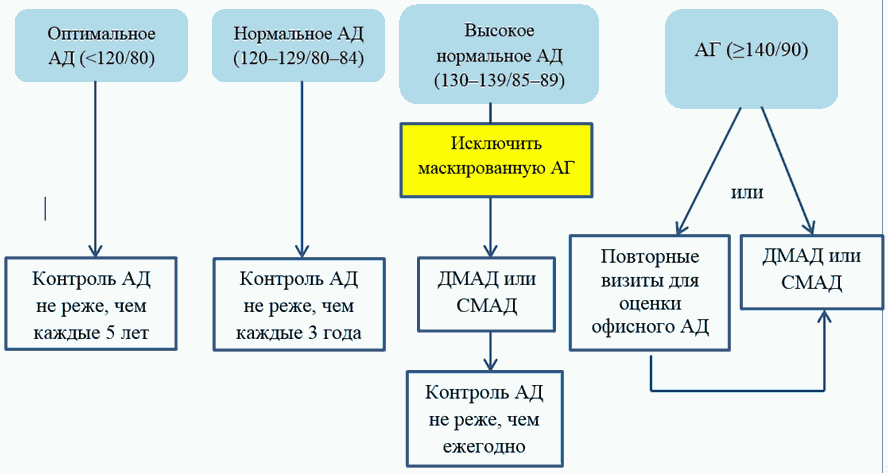 Оптимальное
АД (<120/80)
Нормальное АД
(120–129/80–84)
Высокое
нормальное АД
(130–139/85–89)
АГ (≥140/90)
Исключить
маскированную АГ
или
Контроль АД
не реже, чем
каждые 5 лет
Контроль АД
не реже, чем
каждые 3 года
ДМАД или
СМАД
Повторные
визиты для
оценки
офисного АД
ДМАД или
СМАД
Контроль АД
не реже, чем
ежегодно